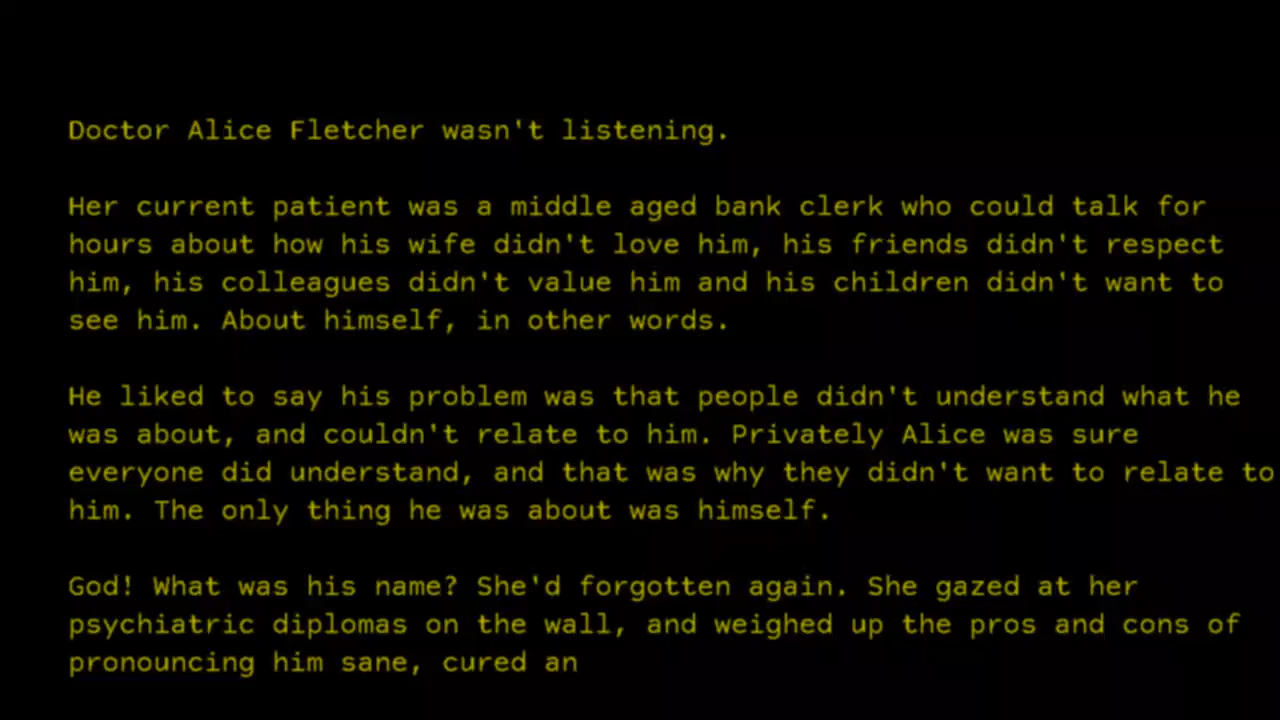 Doctor Alice Fletcher wasn't listening.
Her current patient was a middle aged bank clerk who could talk for
hours about how his wife didn't love him, his friends didn't respect
him, his colleagues didn't value him and his children didn't want to
see him. About himself, in other words.
He liked to say his problem was that people didn't understand what he
was about, and couldn't relate to him. Privately Alice was sure
everyone did understand, and that was why they didn't want to relate to
him. The only thing he was about was himself.
God! What was his name? She'd forgotten again. She gazed at her
psychiatric diplomas on the wall, and weighed up the pros and cons of
pronouncing him sane, cured an